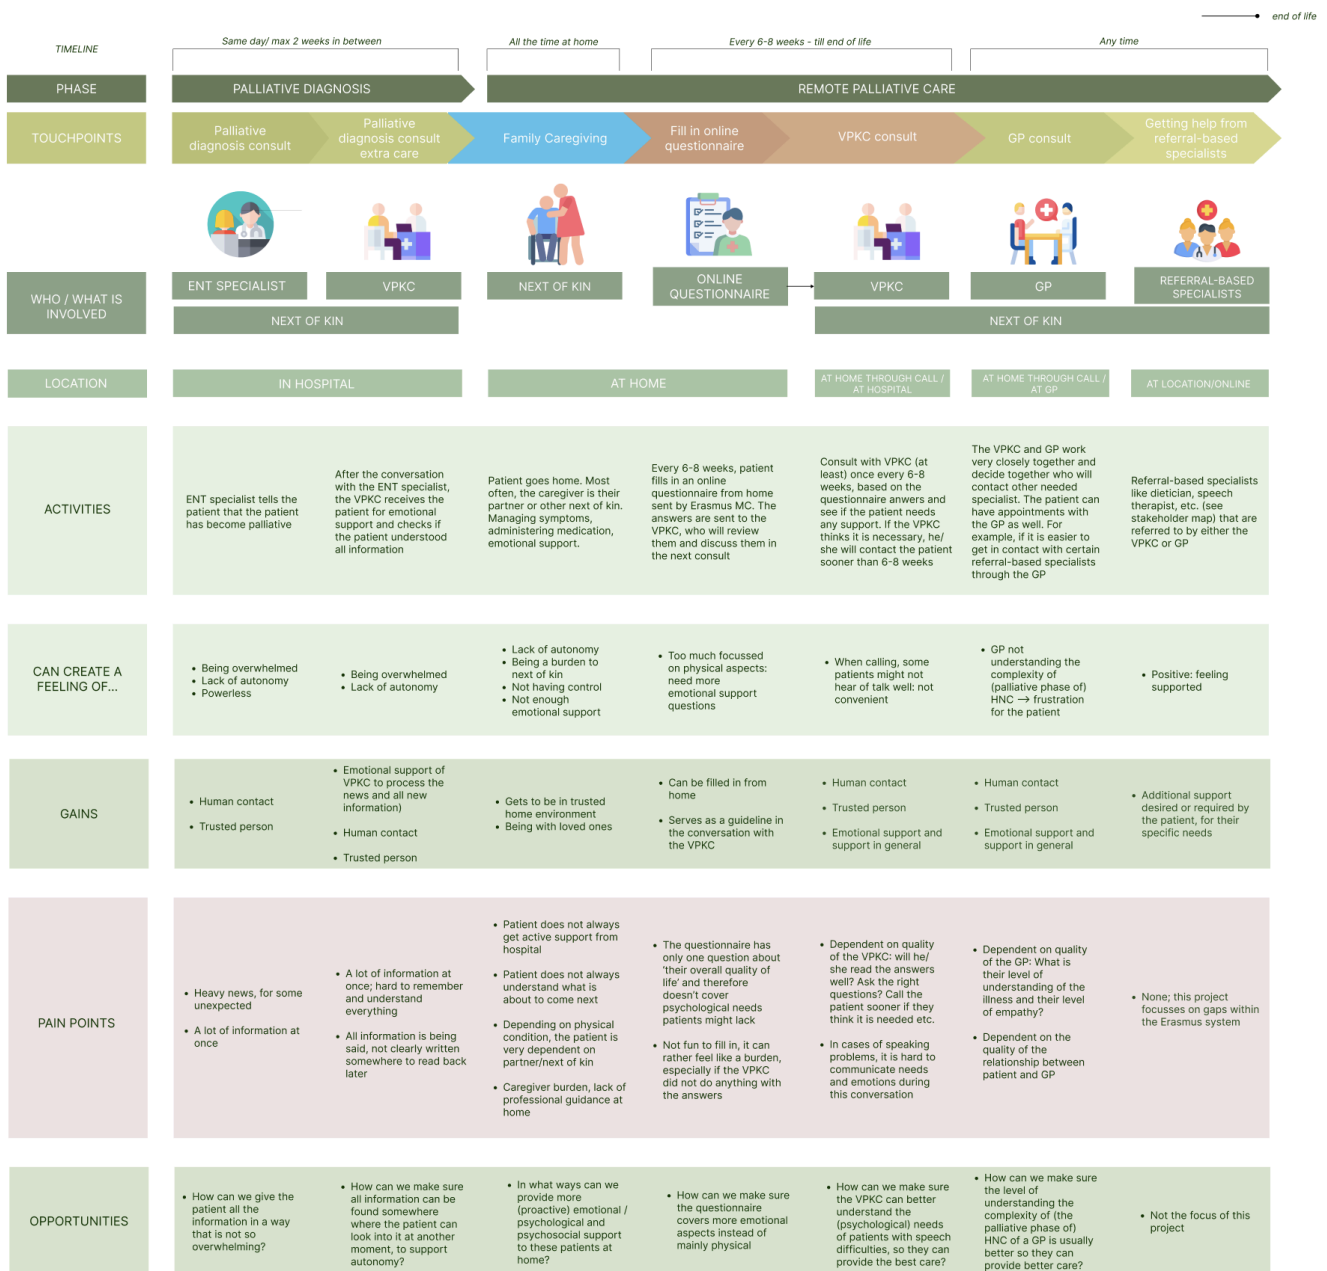 end of life
TIMELINE
Same day/ max 2 weeks in between
All the time at home
Every 6-8 weeks - till end of life
Any time
PHASE
PALLIATIVE DIAGNOSIS
REMOTE PALLIATIVE CARE
TOUCHPOINTS
Palliative
diagnosis consult
Palliative
diagnosis consult
extra care
Family Caregiving
Fill in online
questionnaire
VPKC consult
GP consult
Getting help from
referral-based
specialists
WHO / WHAT IS
INVOLVED
ENT SPECIALIST
VPKC
NEXT OF KIN
NEXT OF KIN
ONLINE
QUESTIONNAIRE
VPKC
GP
REFERRAL-BASED
SPECIALISTS
NEXT OF KIN
LOCATION
IN HOSPITAL
AT HOME
AT HOME THROUGH CALL /
AT HOSPITAL
AT HOME THROUGH CALL /
AT GP
AT LOCATION/ONLINE
ACTIVITIES
ENT specialist tells the
patient that the patient
has become palliative
After the conversation
with the ENT specialist,
the VPKC receives the
patient for emotional
support and checks if
the patient understood
all information
Patient goes home. Most
often, the caregiver is their
partner or other next of kin.
Managing symptoms,
administering medication,
emotional support.
Every 6-8 weeks, patient
fills in an online
questionnaire from home
sent by Erasmus MC. The
answers are sent to the
VPKC, who will review
them and discuss them in
the next consult
Consult with VPKC (at
least) once every 6-8
weeks, based on the
questionnaire anwers and
see if the patient needs
any support. If the VPKC
thinks it is necessary, he/
she will contact the patient
sooner than 6-8 weeks
The VPKC and GP work
very closely together and
decide together who will
contact other needed
specialist. The patient can
have appointments with
the GP as well. For
example, if it is easier to
get in contact with certain
referral-based specialists
through the GP
Referral-based specialists
like dietician, speech
therapist, etc. (see
stakeholder map) that are
referred to by either the
VPKC or GP
CAN CREATE A
FEELING OF...
• Being overwhelmed
• Lack of autonomy
• Powerless
• Being overwhelmed
• Lack of autonomy
• Lack of autonomy
• Being a burden to
next of kin
• Not having control
• Not enough
emotional support
• Too much focussed
on physical aspects:
need more
emotional support
questions
• When calling, some
patients might not
hear of talk well: not
convenient
• GP not
understanding the
complexity of
(palliative phase of)
HNC → frustration
for the patient
• Positive: feeling
supported
GAINS
• Human contact
• Trusted person
• Emotional support of
VPKC to process the
news and all new
information)
• Human contact
• Trusted person
• Gets to be in trusted
home environment
• Being with loved ones
• Can be filled in from
home
• Serves as a guideline in
the conversation with
the VPKC
• Human contact
• Trusted person
• Emotional support and
support in general
• Human contact
• Trusted person
• Emotional support and
support in general
• Additional support
desired or required by
the patient, for their
specific needs
PAIN POINTS
• Heavy news, for some
unexpected
• A lot of information at
once
• A lot of information at
once; hard to remember
and understand
everything
• All information is being
said, not clearly written
somewhere to read back
later
• Patient does not always
get active support from
hospital
• Patient does not always
understand what is
about to come next
• Depending on physical
condition, the patient is
very dependent on
partner/next of kin
• Caregiver burden, lack of
professional guidance at
home
• The questionnaire has
only one question about
'their overall quality of
life' and therefore
doesn't cover
psychological needs
patients might lack
• Not fun to fill in, it can
rather feel like a burden,
especially if the VPKC
did not do anything with
the answers
• Dependent on quality
of the VPKC: will he/
she read the answers
well? Ask the right
questions? Call the
patient sooner if they
think it is needed etc.
• In cases of speaking
problems, it is hard to
communicate needs
and emotions during
this conversation
• Dependent on quality
of the GP: What is
their level of
understanding of the
illness and their level
of empathy?
• Dependent on the
quality of the
relationship between
patient and GP
• None; this project
focusses on gaps within
the Erasmus system
OPPORTUNITIES
• How can we give the
patient all the
information in a way
that is not so
overwhelming?
• How can we make sure
all information can be
found somewhere
where the patient can
look into it at another
moment, to support
autonomy?
• In what ways can we
provide more
(proactive) emotional /
psychological and
psychosocial support
to these patients at
home?
• How can we make sure
the questionnaire
covers more emotional
aspects instead of
mainly physical
• How can we make sure
the VPKC can better
understand the
(psychological) needs
of patients with speech
difficulties, so they can
provide the best care?
• How can we make sure
the level of
understanding the
complexity of (the
palliative phase of)
HNC of a GP is usually
better so they can
provide better care?
• Not the focus of this
project